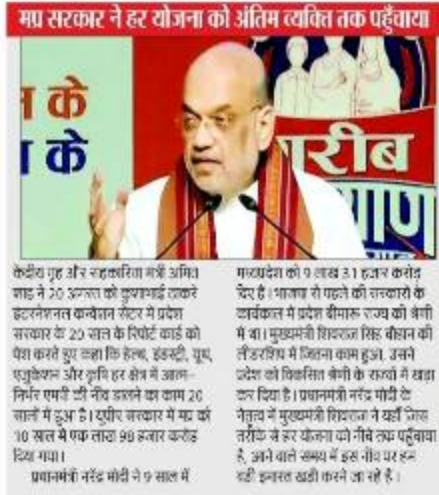 मप्र सरकार ने हर योजना को अंतिम व्यक्ति तक पहुँचाया
न के
के
गरीब
केंद्रीय गृह और सहकारिता मंत्री अमित
शाह ने 20 अगस्त को कुशाभाई ठाकरे
इंटरनेशनल कन्वेंशन सेंटर में प्रदेश
सरकार के 20 साल के रिपोर्ट कार्ड को
पेश करते हुए कहा कि हेल्थ, इंडस्ट्री, यूथ,
एजुकेशन और कृषि हर क्षेत्र में आत्म-
निर्भर एमपी की नींव डालने का काम 20
सालों में हुआ है। यूपीए सरकार में मप्र को
10 साल में एक लाख 98 हजार करोड़
दिया गया।
प्रधानमंत्री नरेंद्र मोदी ने 9 साल में
मध्यप्रदेश को 9 लाख 31 हजार करोड़
दिए हैं। भाजपा से पहले की सरकारों के
कार्यकाल में प्रदेश बीमारू राज्य की श्रेणी
में था। मुख्यमंत्री शिवराज सिंह चौहान की
लीडरशिप में जितना काम हुआ, उसने
प्रदेश को विकसित श्रेणी के राज्यों में खड़ा
कर दिया है। प्रधानमंत्री नरेंद्र मोदी के
नेतृत्व में मुख्यमंत्री शिवराज ने यहाँ जिस
तरीके से हर योजना को नीचे तक पहुँचाया
है, आने वाले समय में इस नींव पर हम
बड़ी इमारत खड़ी करने जा रहे हैं।